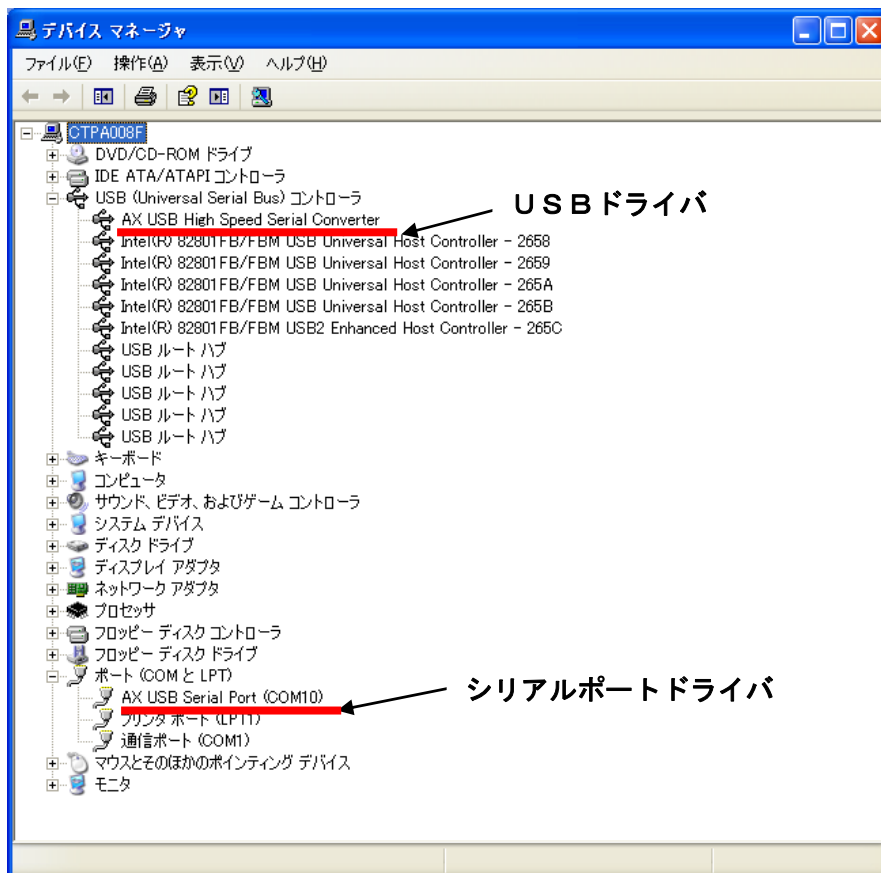 デバイス マネージャ
ファイル(F) 操作(A) 表示(V) ヘルプ(H)
CTPA008F
DVD/CD-ROM ドライブ
IDE ATA/ATAPI コントローラ
USB (Universal Serial Bus) コントローラ
ＵＳＢドライバ
AX USB High Speed Serial Converter
Intel(R) 82801FB/FBM USB Universal Host Controller - 2658
Intel(R) 82801FB/FBM USB Universal Host Controller - 2659
Intel(R) 82801FB/FBM USB Universal Host Controller - 265A
Intel(R) 82801FB/FBM USB Universal Host Controller - 265B
Intel(R) 82801FB/FBM USB2 Enhanced Host Controller - 265C
USB ルート ハブ
USB ルート ハブ
USB ルート ハブ
USB ルート ハブ
USB ルート ハブ
キーボード
コンピュータ
サウンド、ビデオ、およびゲーム コントローラ
システム デバイス
ディスク ドライブ
ディスプレイ アダプタ
ネットワーク アダプタ
プロセッサ
フロッピー ディスク コントローラ
フロッピー ディスク ドライブ
ポート (COM と LPT)
AX USB Serial Port (COM10)
シリアルポートドライバ
プリンタ ポート (LPT1)
通信ポート (COM1)
マウスとそのほかのポインティング デバイス
モニタ